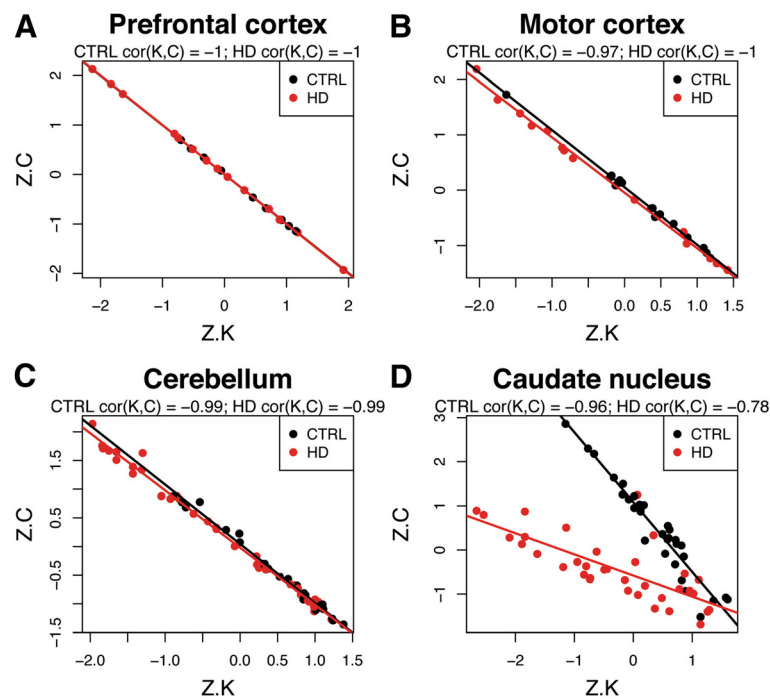 A Prefrontal cortex
CTRL cor(K,C) = −1; HD cor(K,C) = −1
CTRL
HD
2
1
0
−1
−2
Z.C
−2 −1 0 1 2
Z.K
B Motor cortex
CTRL cor(K,C) = −0.97; HD cor(K,C) = −1
CTRL
HD
2
1
0
−1
Z.C
−2.0 −1.0 0.0 0.5 1.0 1.5
Z.K
C Cerebellum
CTRL cor(K,C) = −0.99; HD cor(K,C) = −0.99
CTRL
HD
1.5
0.5
−0.5
−1.5
Z.C
−2.0 −1.0 0.0 0.5 1.0 1.5
Z.K
D Caudate nucleus
CTRL cor(K,C) = −0.96; HD cor(K,C) = −0.78
CTRL
HD
3
2
1
0
−1
Z.C
−2 −1 0 1
Z.K